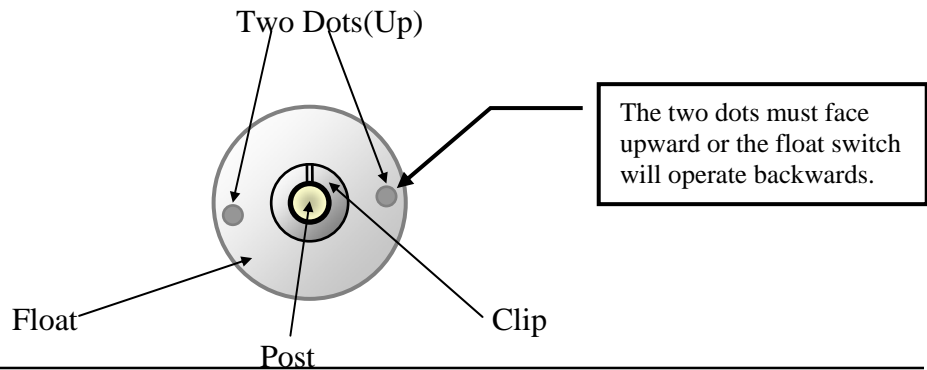 Two Dots(Up)
The two dots must face
upward or the float switch
will operate backwards.
Float
Clip
Post